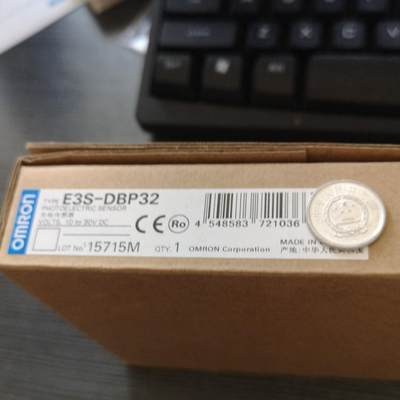 OMRON
TYPE E3S-DBP32
PHOTOELECTRIC SENSOR
光电传感器
VOLTS. 10 to 30V DC
CE Ro
4 548583 721036
LOT No. 15715M QTY. 1 OMRON Corporation
MADE IN
产地: 中华人民共和国